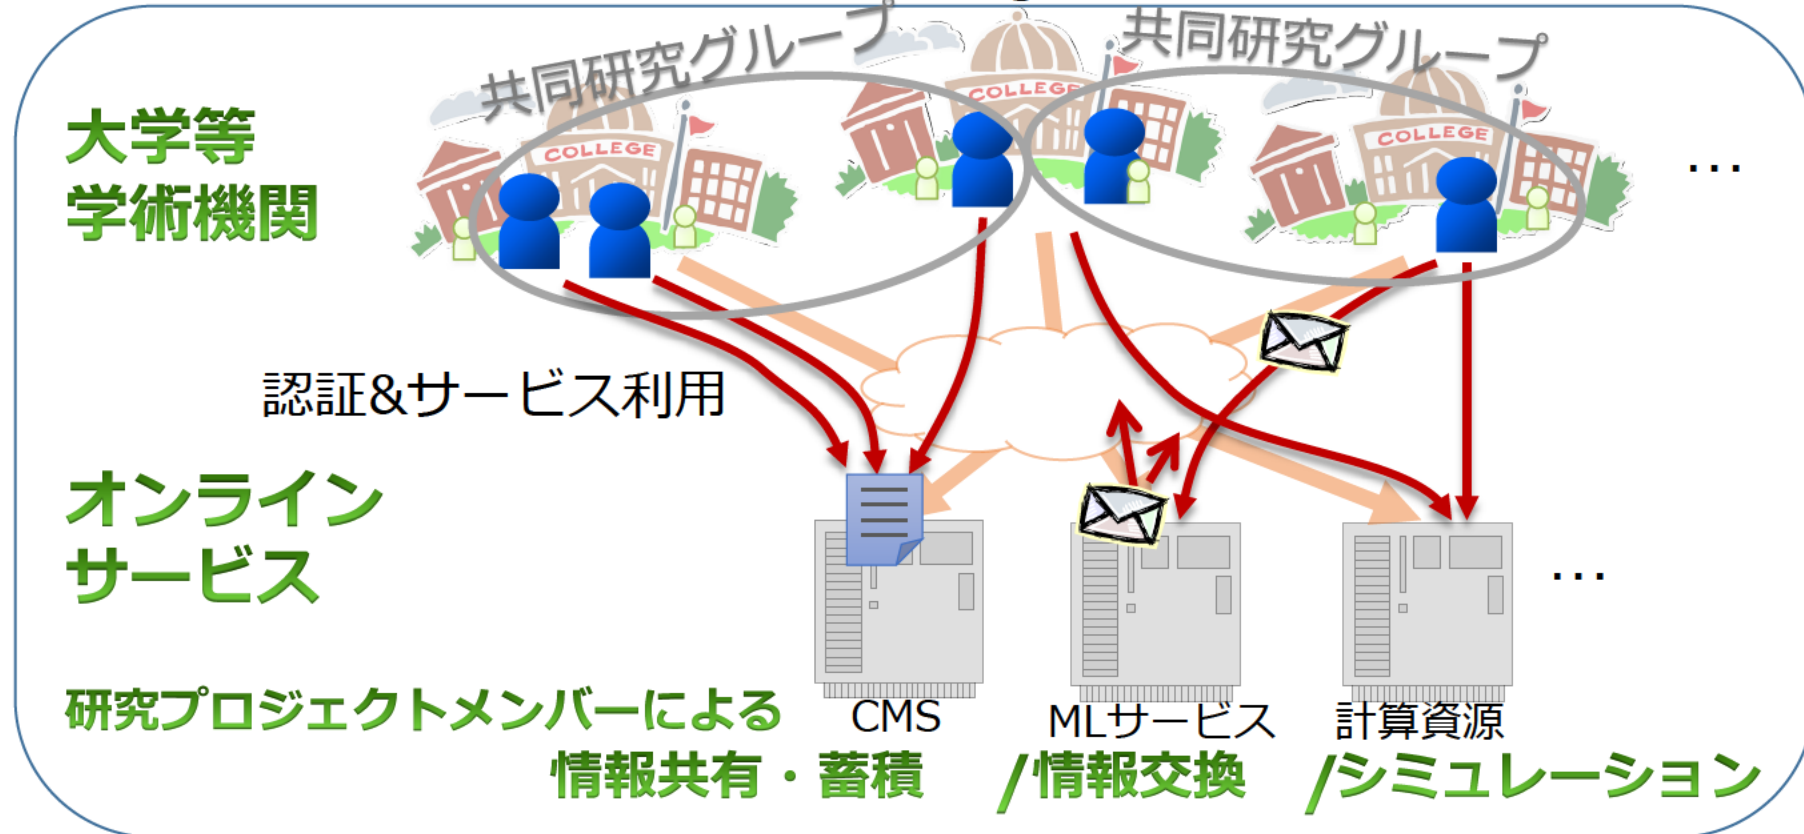 共同研究グループ
共同研究グループ
COLLEGE
COLLEGE
COLLEGE
大学等
学術機関
…
認証&サービス利用
オンライン
サービス
…
CMS
MLサービス
計算資源
研究プロジェクトメンバーによる
情報共有・蓄積 /情報交換 /シミュレーション